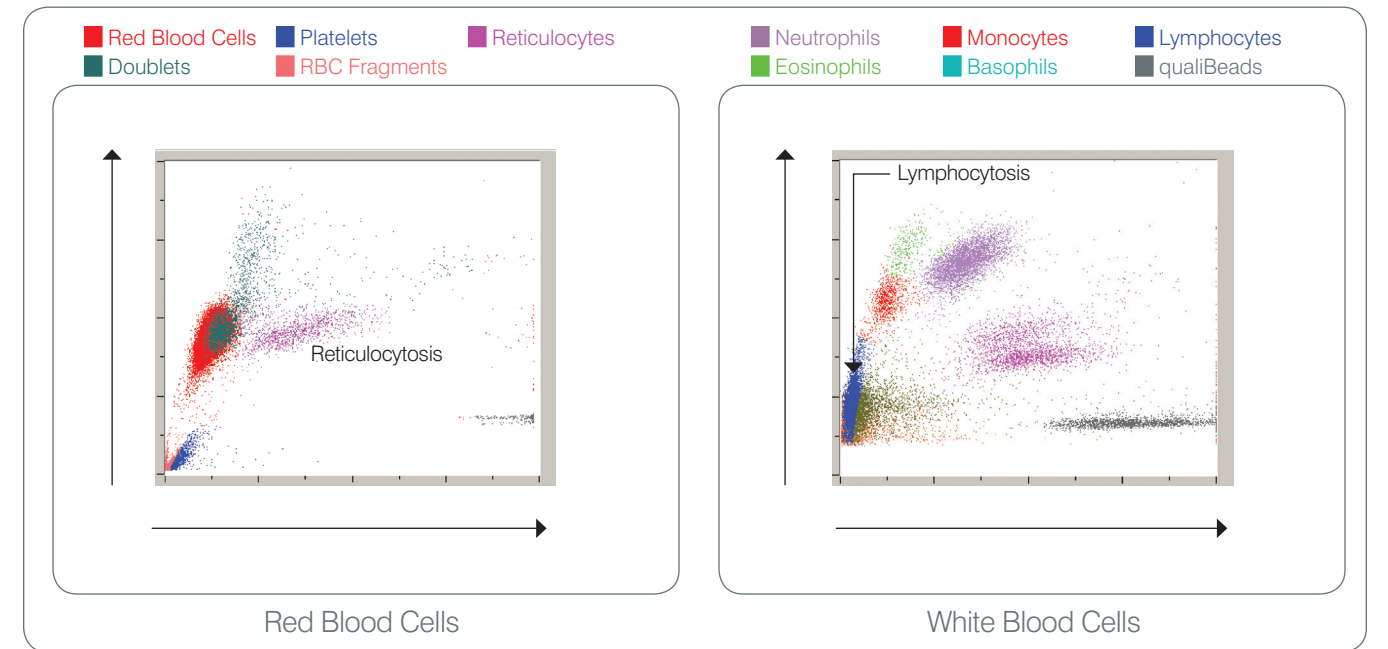 Red Blood Cells Platelets Reticulocytes
Doublets RBC Fragments
Neutrophils Monocytes Lymphocytes
Eosinophils Basophils qualiBeads
Reticulocytosis
Lymphocytosis
Red Blood Cells
White Blood Cells